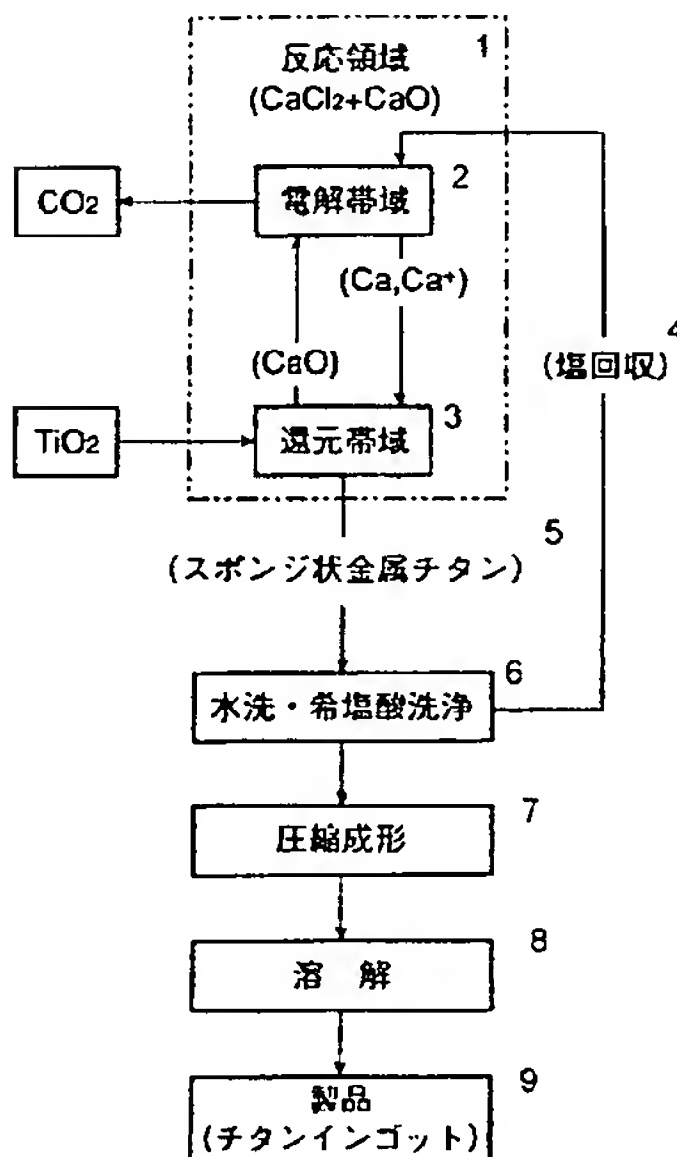 1
反応領域
(CaCl₂+CaO)
2
CO₂
電解帯域
(Ca,Ca⁺)
4
(CaO)
(塩回収)
3
TiO₂
還元帯域
5
(スポンジ状金属チタン)
6
水洗・希塩酸洗浄
7
圧縮成形
8
溶 解
9
製品
(チタンインゴット)